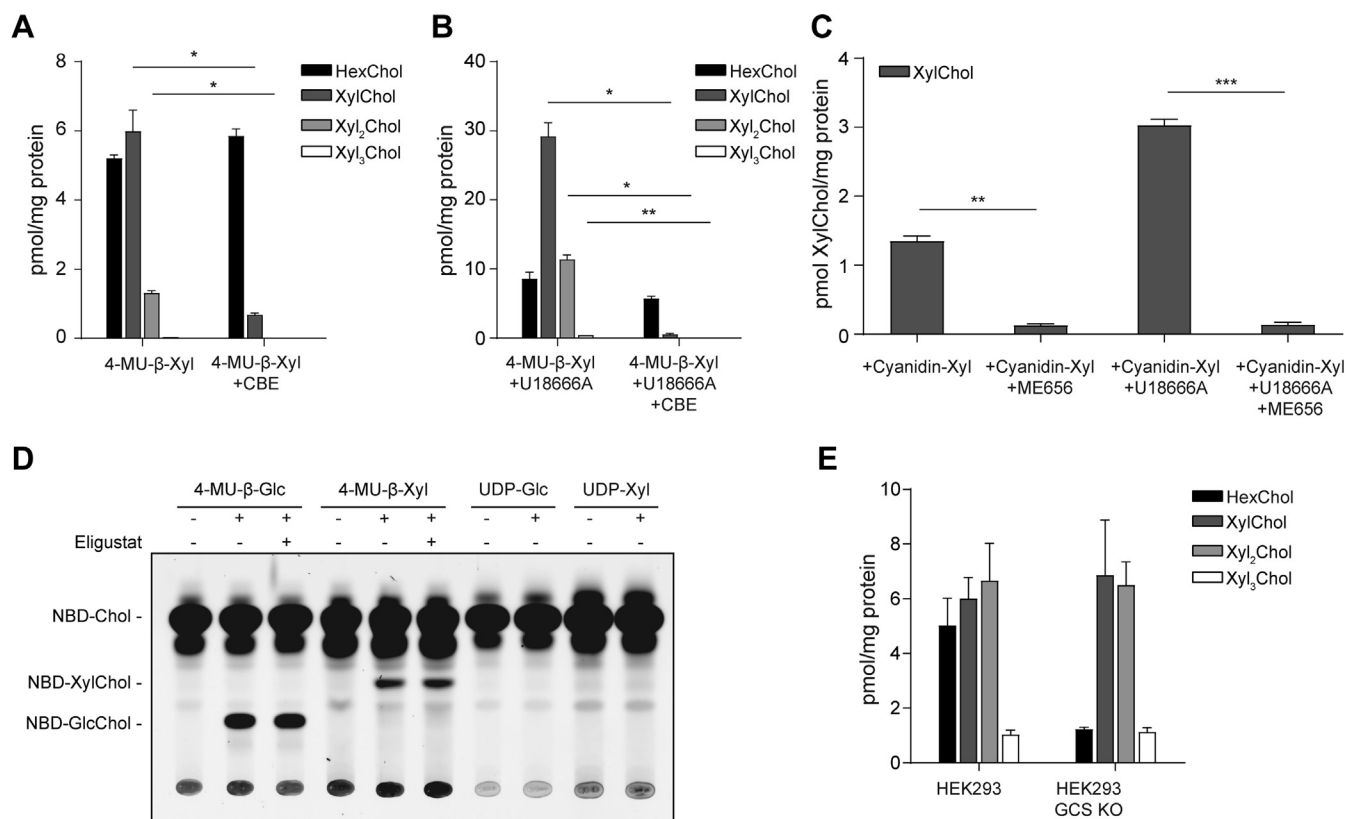 A
pmol/mg protein
8
6
4
2
0
*
*
HexChol
XylChol
Xyl₂Chol
Xyl₃Chol
4-MU-β-Xyl
4-MU-β-Xyl
+CBE
B
pmol/mg protein
40
30
20
10
0
*
*
**
HexChol
XylChol
Xyl₂Chol
Xyl₃Chol
4-MU-β-Xyl
+U18666A
4-MU-β-Xyl
+U18666A
+CBE
C
pmol XylChol/mg protein
4
3
2
1
0
XylChol
**
***
+Cyanidin-Xyl
+Cyanidin-Xyl
+ME656
+Cyanidin-Xyl
+U18666A
+Cyanidin-Xyl
+U18666A
+ME656
D
4-MU-β-Glc 4-MU-β-Xyl UDP-Glc UDP-Xyl
- + + - + + - + - +
Eligustat - - + - - + - - - -
NBD-Chol -
NBD-XylChol -
NBD-GlcChol -
E
pmol/mg protein
10
8
6
4
2
0
HexChol
XylChol
Xyl₂Chol
Xyl₃Chol
HEK293
HEK293
GCS KO